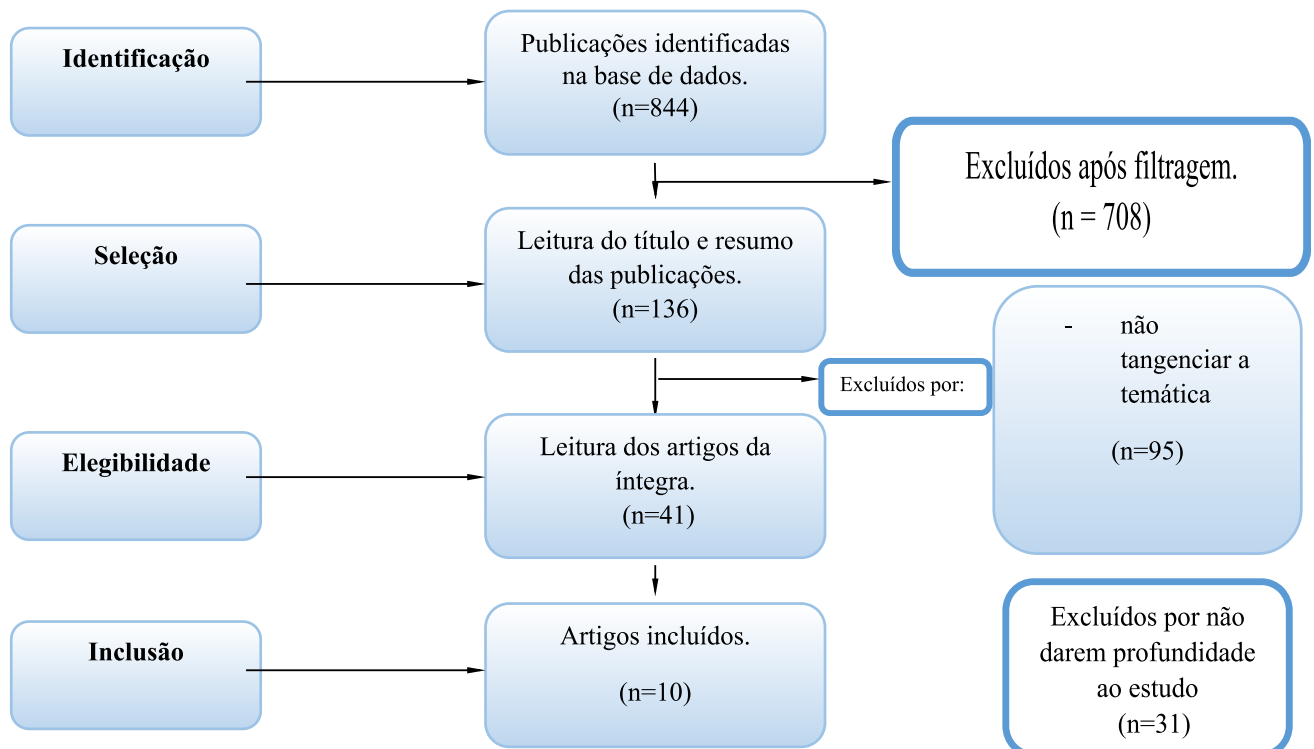 Identificação
Publicações identificadas
na base de dados.
(n=844)
Excluídos após filtragem.
(n = 708)
Seleção
Leitura do título e resumo
das publicações.
(n=136)
Excluídos por:
- não
tangenciar a
temática
(n=95)
Elegibilidade
Leitura dos artigos da
íntegra.
(n=41)
Inclusão
Artigos incluídos.
(n=10)
Excluídos por não
darem profundidade
ao estudo
(n=31)